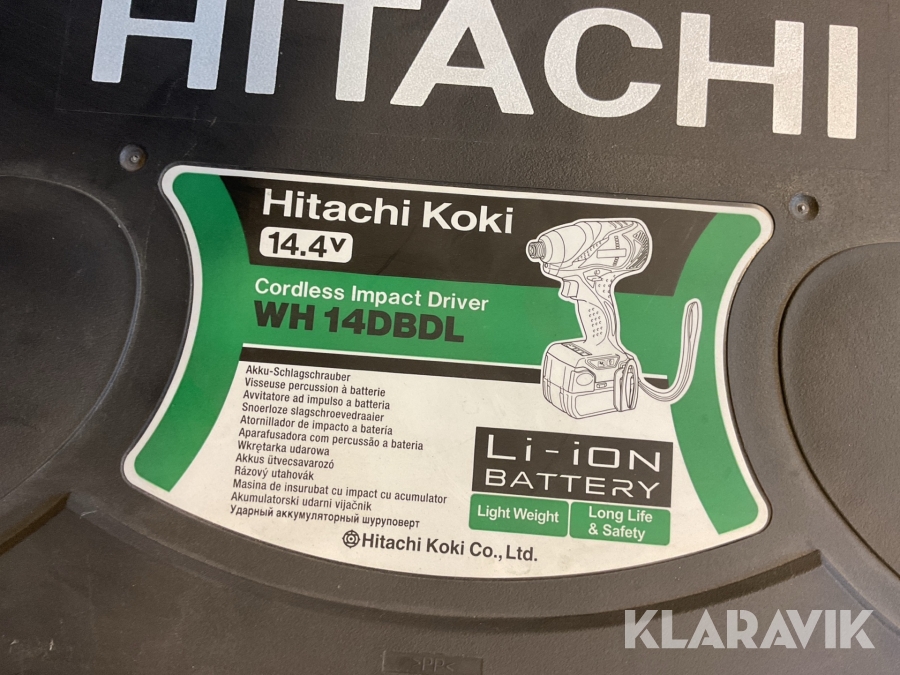 HITACHI
Hitachi Koki
14.4v
Cordless Impact Driver
WH 14DBDL
Akku-Schlagschrauber
Visseuse percussion à batterie
Avvitatore ad impulso a batteria
Snoerloze slagschroevedraaier
Atornillador de impacto a batería
Aparafusadora com percussão a bateria
Wkrętarka udarowa
Akkus ütvecsavarozó
Rázový utahovák
Masina de insurubat cu impact cu acumulator
Akumulatorski udarni vijačnik
Ударный аккумуляторный шуруповерт
Li-ion
BATTERY
Light Weight
Long Life
& Safety
Hitachi Koki Co., Ltd.
KLARAVIK
>PP<